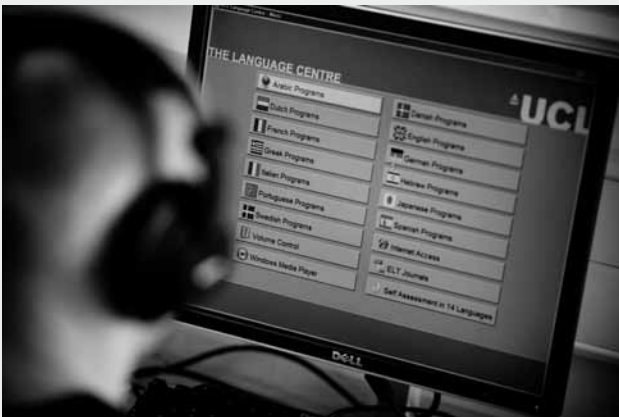 THE LANGUAGE CENTRE
UCL
Arabic Programs
Dutch Programs
French Programs
Greek Programs
Italian Programs
Portuguese Programs
Swedish Programs
Volume Control
Windows Media Player
Danish Programs
English Programs
German Programs
Hebrew Programs
Japanese Programs
Spanish Programs
Internet Access
ELT Journals
Self Assessment in 14 Languages
DELL